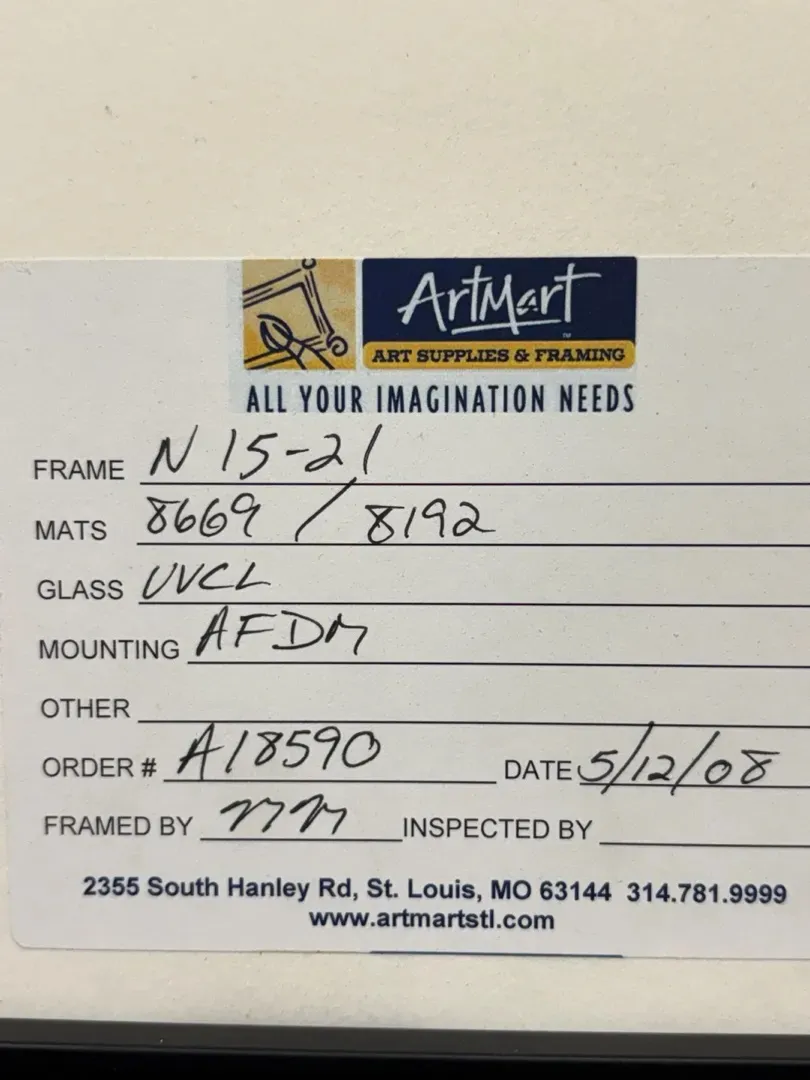 ArtMart
ART SUPPLIES & FRAMING
ALL YOUR IMAGINATION NEEDS
FRAME N 15-21
MATS 8669 / 8192
GLASS UVCL
MOUNTING AFDM
OTHER
ORDER # A18590 DATE 5/12/08
FRAMED BY MM INSPECTED BY
2355 South Hanley Rd, St. Louis, MO 63144 314.781.9999
www.artmartstl.com